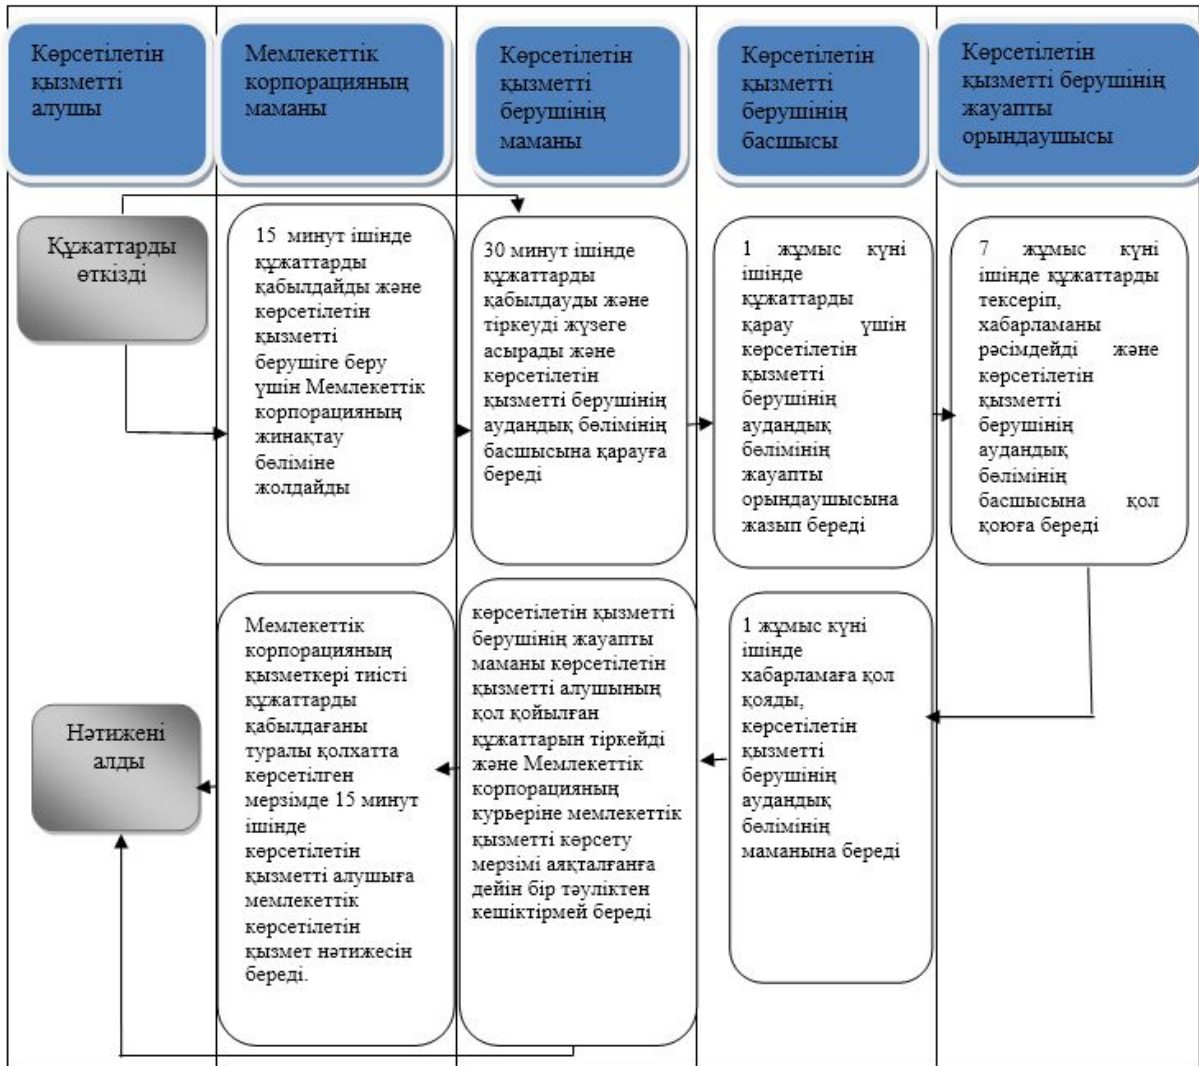 Көрсетілетін
қызметті
алушы
Мемлекеттік
корпорацияның
маманы
Көрсетілетін
қызметті
берушінің
маманы
Көрсетілетін
қызметті
берушінің
басшысы
Көрсетілетін
қызметті берушінің
жауапты
орындаушысы
Құжаттарды
өткізді
15 минут ішінде
құжаттарды
қабылдайды және
көрсетілетін
қызметті
берушіге беру
үшін Мемлекеттік
корпорацияның
жинақтау
бөліміне
жолдайды
30 минут ішінде
құжаттарды
қабылдауды және
тіркеуді жүзеге
асырады және
көрсетілетін
қызметті берушінің
аудандық бөлімінің
басшысына қарауға
береді
1 жұмыс күні
ішінде
құжаттарды
қарау үшін
көрсетілетін
қызметті
берушінің
аудандық
бөлімінің
жауапты
орындаушысына
жазып береді
7 жұмыс күні
ішінде құжаттарды
тексеріп,
хабарламаны
рәсімдейді және
көрсетілетін
қызметті
берушінің
аудандық
бөлімінің
басшысына қол
қоюға береді
Нәтижені
алды
Мемлекеттік
корпорацияның
қызметкері тиісті
құжаттарды
қабылдағаны
туралы қолхатта
көрсетілген
мерзімде 15 минут
ішінде
көрсетілетін
қызметті алушыға
мемлекеттік
көрсетілетін
қызмет нәтижесін
береді.
көрсетілетін қызметті
берушінің жауапты
маманы көрсетілетін
қызметті алушының
қол қойылған
құжаттарын тіркейді
және Мемлекеттік
корпорацияның
курьеріне мемлекеттік
қызметті көрсету
мерзімі аяқталғанға
дейін бір тәуліктен
кешіктірмей береді
1 жұмыс күні
ішінде
хабарламаға қол
қояды,
көрсетілетін
қызметті
берушінің
аудандық
бөлімінің
маманына береді